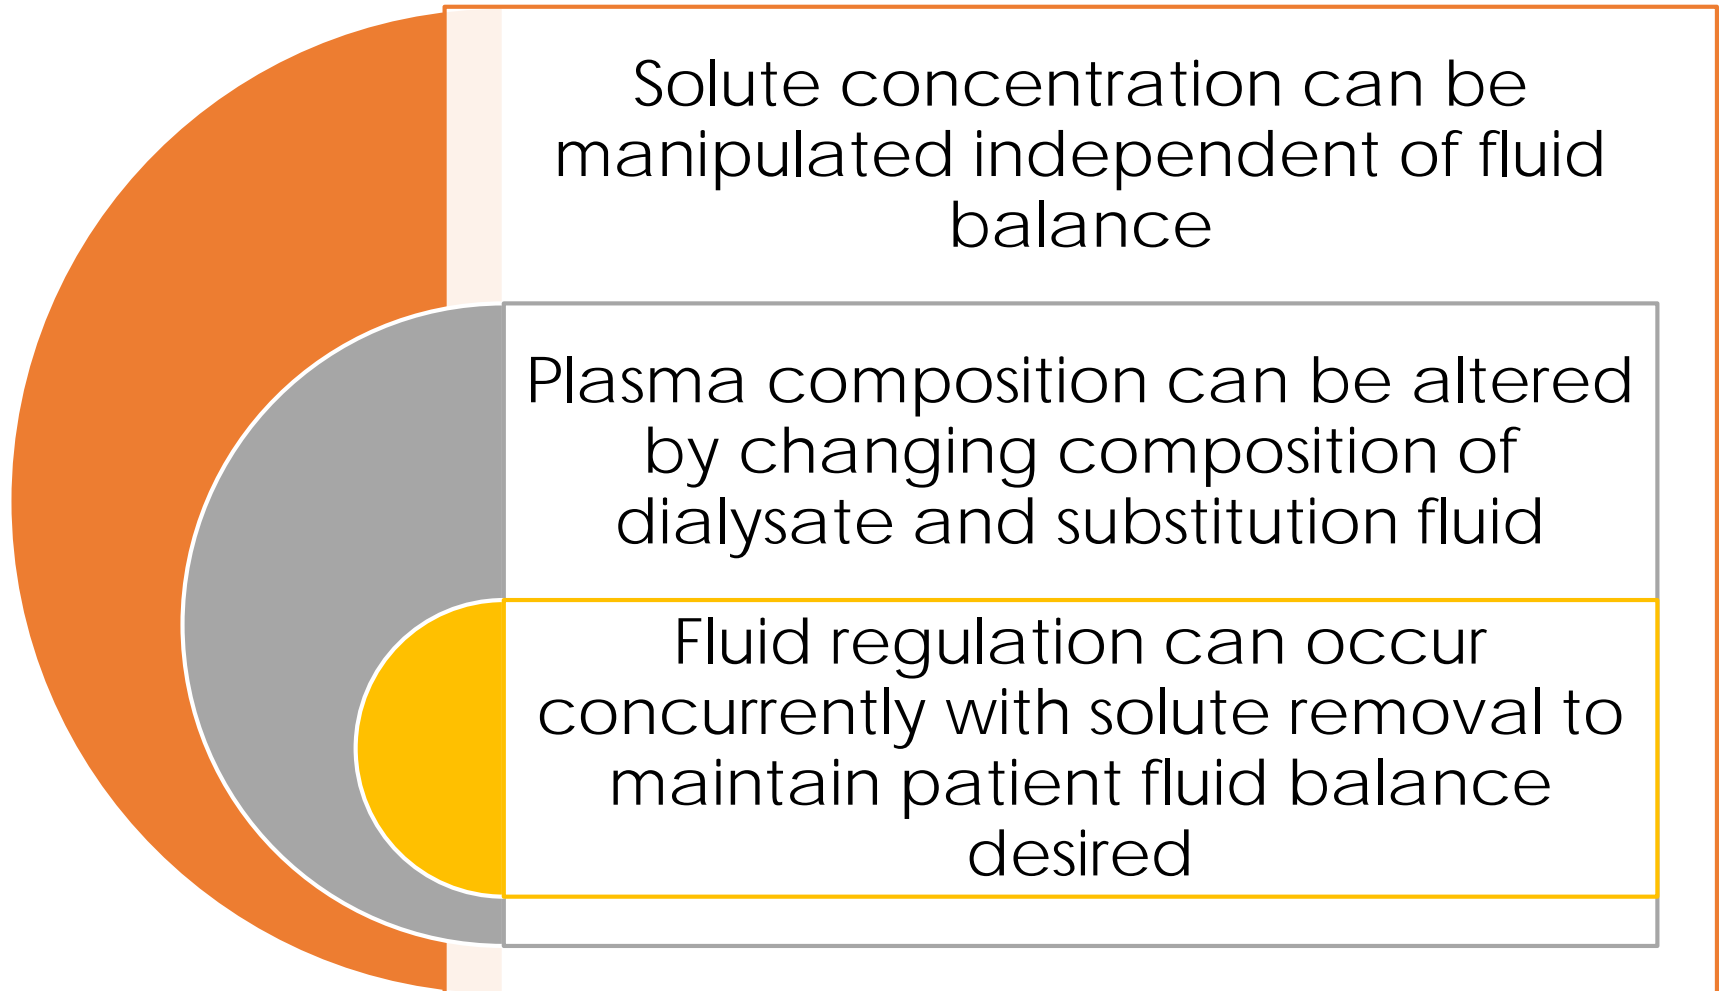 Solute concentration can be
manipulated independent of fluid
balance
Plasma composition can be altered
by changing composition of
dialysate and substitution fluid
Fluid regulation can occur
concurrently with solute removal to
maintain patient fluid balance
desired